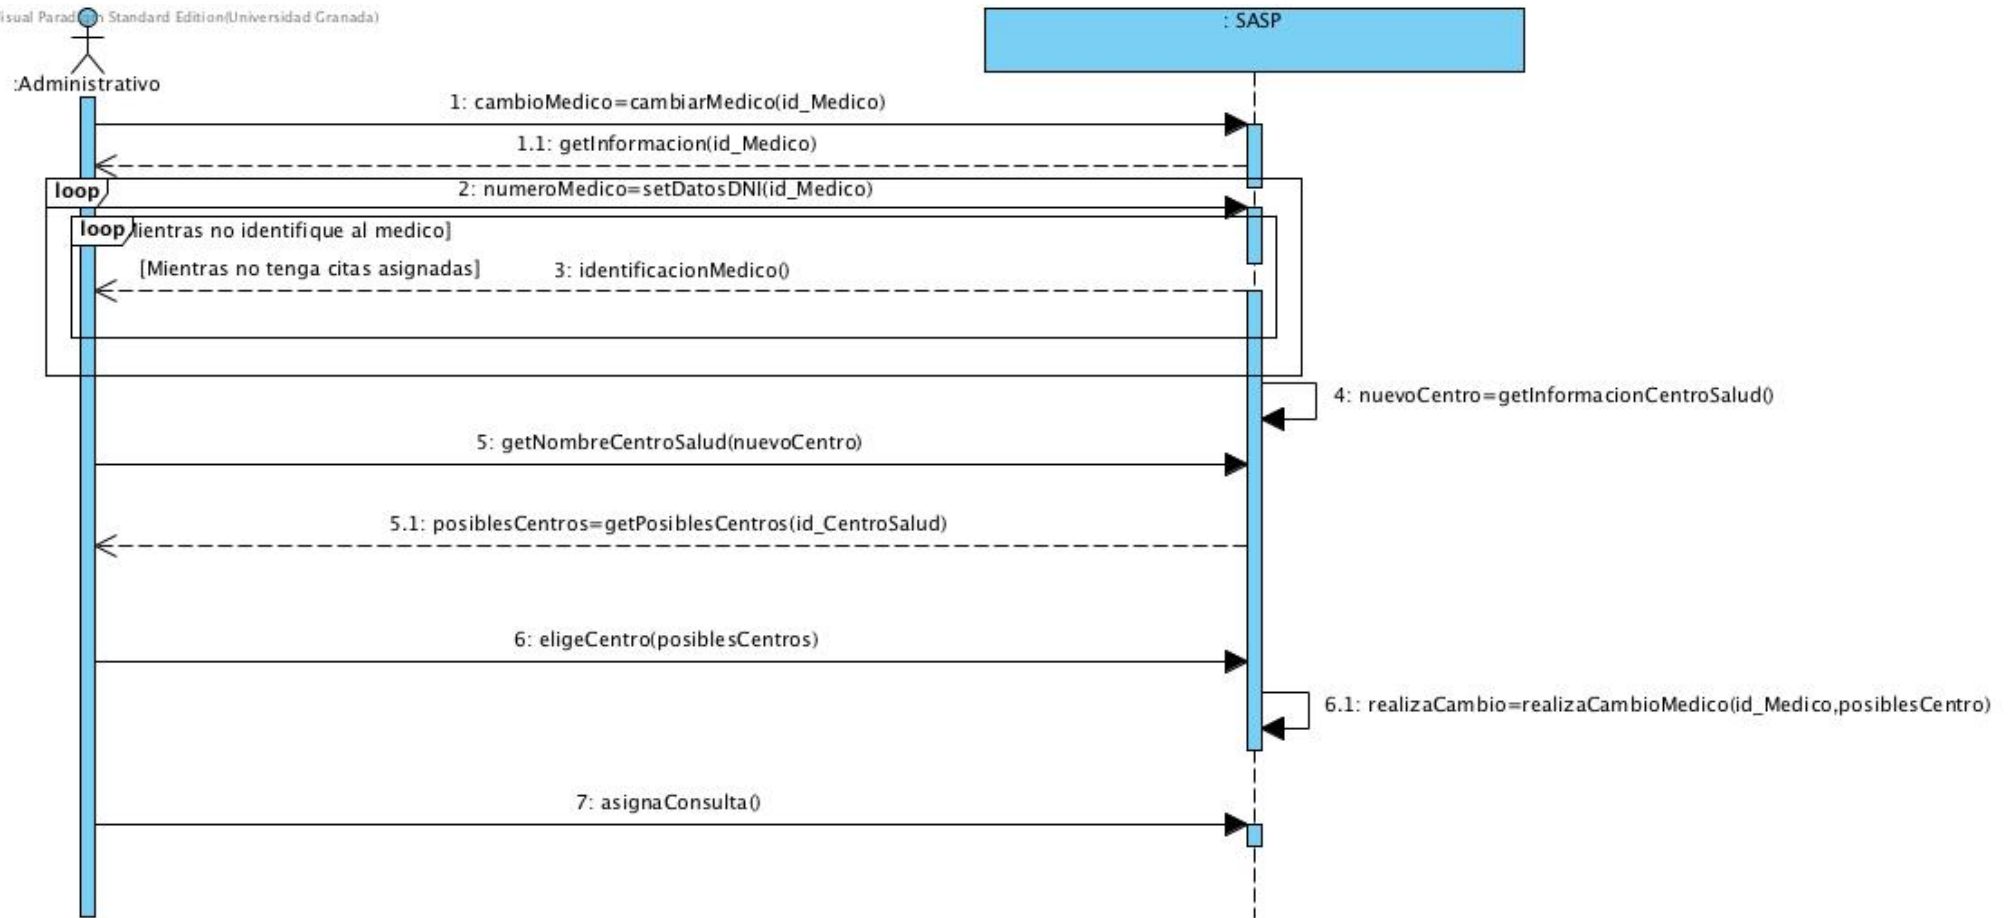 Standard Edition(Universidad Granada)
: SASP
:Administrativo
1: cambioMedico=cambiarMedico(id_Medico)
1.1: getInformacion(id_Medico)
loop
2: numeroMedico=setDatosDNI(id_Medico)
loop
no identifique al medico]
[Mientras no tenga citas asignadas]
3: identificacionMedico()
4: nuevoCentro=getInformacionCentroSalud()
5: getNombreCentroSalud(nuevoCentro)
5.1: posiblesCentros=getPosiblesCentros(id_CentroSalud)
6: eligeCentro(posiblesCentros)
6.1: realizaCambio=realizaCambioMedico(id_Medico,posiblesCentro)
7: asignaConsulta()